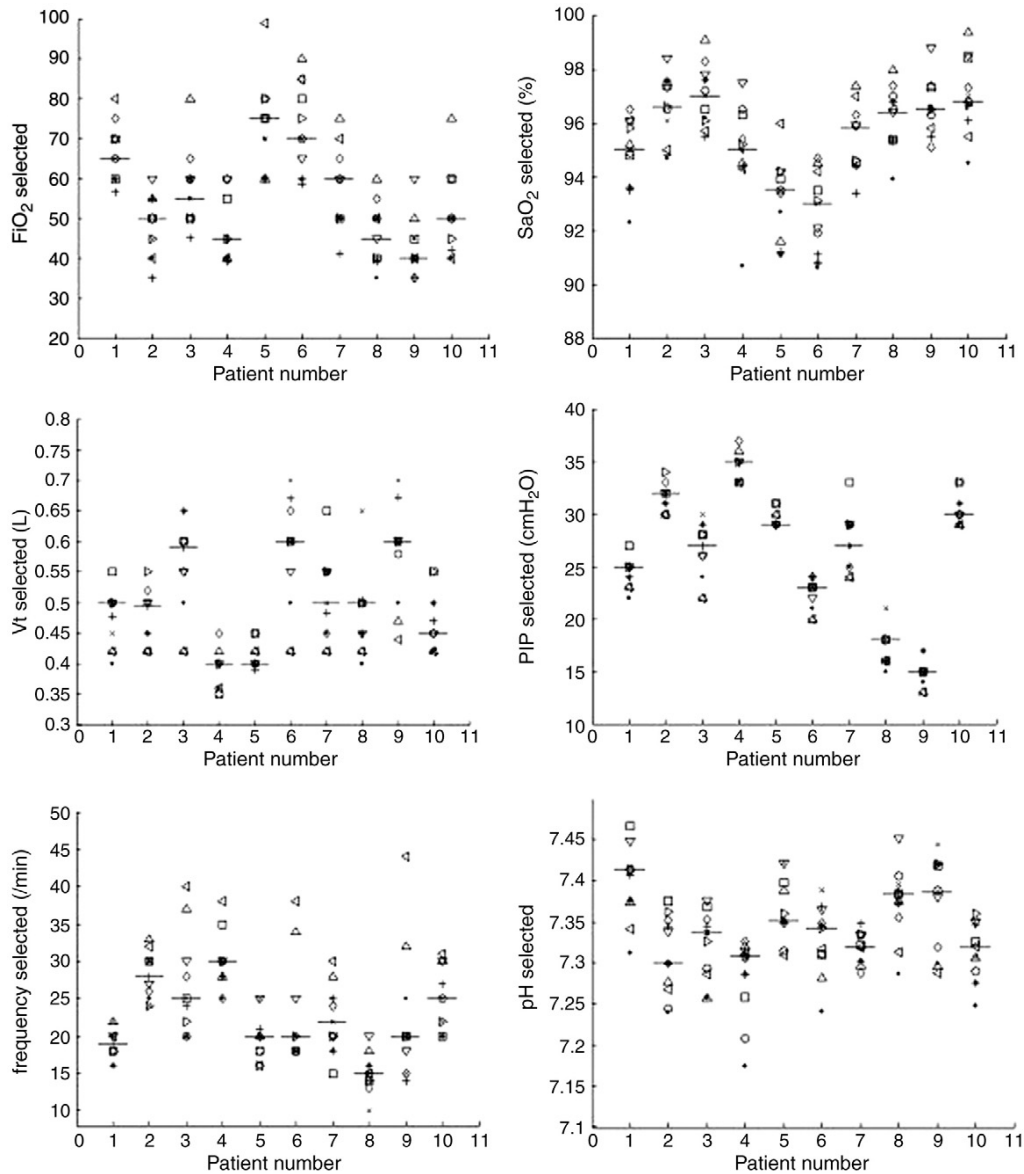 FiO2 selected
100
90
80
70
60
50
40
30
20
0 1 2 3 4 5 6 7 8 9 10 11
Patient number
SaO2 selected (%)
100
98
96
94
92
90
88
0 1 2 3 4 5 6 7 8 9 10 11
Patient number
Vt selected (L)
0.8
0.75
0.7
0.65
0.6
0.55
0.5
0.45
0.4
0.35
0.3
0 1 2 3 4 5 6 7 8 9 10 11
Patient number
PIP selected (cmH2O)
40
35
30
25
20
15
10
0 1 2 3 4 5 6 7 8 9 10 11
Patient number
frequency selected (/min)
50
45
40
35
30
25
20
15
10
0 1 2 3 4 5 6 7 8 9 10 11
Patient number
pH selected
7.45
7.4
7.35
7.3
7.25
7.2
7.15
7.1
0 1 2 3 4 5 6 7 8 9 10 11
Patient number